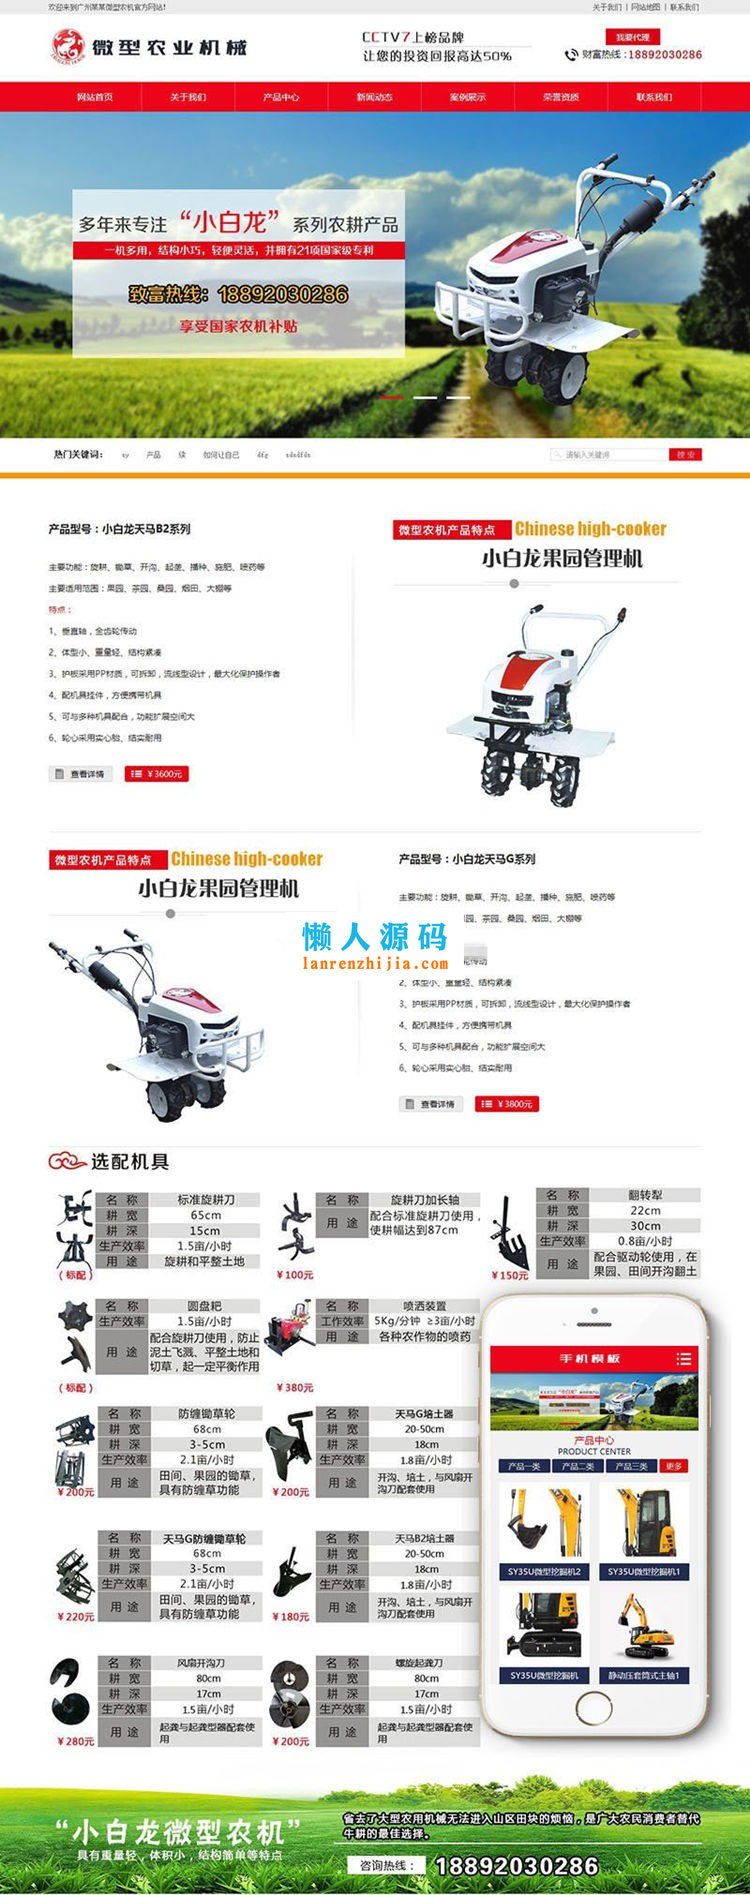 欢迎来到广州某某微型农机官方网站!
关于我们 | 网站地图 | 联系我们
微型农业机械
CCTV7上榜品牌
让您的投资回报高达50%
我要代理
财富热线：18892030286
网站首页 关于我们 产品中心 新闻动态 案例展示 荣誉资质 联系我们
多年来专注“小白龙”系列农耕产品
一机多用，结构小巧，轻便灵活，并拥有21项国家级专利
致富热线：18892030286
享受国家农机补贴
热门关键词： sy 产品 续 如何让自己 dfg sdsdfds
请输入关键词 搜 索
产品型号：小白龙天马B2系列
主要功能：旋耕、锄草、开沟、起垄、播种、施肥、喷药等
主要适用范围：果园、茶园、桑园、烟田、大棚等
特点：
1、垂直轴，全齿轮传动
2、体型小、重量轻、结构紧凑
3、护板采用PP材质，可拆卸，流线型设计，最大化保护操作者
4、配机具挂件，方便携带机具
5、可与多种机具配合，功能扩展空间大
6、轮心采用实心胎、结实耐用
查看详情 ¥3600元
微型农机产品特点 Chinese high-cooker
小白龙果园管理机
微型农机产品特点 Chinese high-cooker
小白龙果园管理机
产品型号：小白龙天马G系列
主要功能：旋耕、锄草、开沟、起垄、播种、施肥、喷药等
园、茶园、桑园、烟田、大棚等
轮传动
2、体型小、重量轻、结构紧凑
3、护板采用PP材质，可拆卸，流线型设计，最大化保护操作者
4、配机具挂件，方便携带机具
5、可与多种机具配合，功能扩展空间大
6、轮心采用实心胎、结实耐用
查看详情 ¥3800元
懒人源码
lanrenzhijia.com
选配机具
名 称 标准旋耕刀
耕 宽 65cm
耕 深 15cm
生产效率 1.5亩/小时
用 途 旋耕和平整土地
(标配)
名 称 旋耕刀加长轴
用 途 配合标准旋耕刀使用，
使耕幅达到87cm
¥100元
名 称 翻转犁
耕 宽 22cm
耕 深 30cm
生产效率 0.8亩/小时
用 途 配合驱动轮使用，在
果园、田间开沟翻土
¥150元
名 称 圆盘耙
生产效率 1.5亩/小时
用 途 配合旋耕刀使用，防止
泥土飞溅、平整土地和
切草，起一定平衡作用
(标配)
名 称 喷洒装置
工作效率 5Kg/分钟 ≥3亩/小时
用 途 各种农作物的喷药
¥380元
名 称 防缠锄草轮
耕 宽 68cm
耕 深 3-5cm
生产效率 2.1亩/小时
用 途 田间、果园的锄草，
具有防缠草功能
¥200元
名 称 天马G培土器
耕 宽 20-50cm
耕 深 18cm
生产效率 1.8亩/小时
用 途 开沟、培土，与风扇开
沟刀配套使用
¥200元
名 称 天马G防缠锄草轮
耕 宽 68cm
耕 深 3-5cm
生产效率 2.1亩/小时
用 途 田间、果园的锄草，
具有防缠草功能
¥220元
名 称 天马B2培土器
耕 宽 20-50cm
耕 深 18cm
生产效率 1.8亩/小时
用 途 开沟、培土，与风扇开
沟刀配套使用
¥180元
名 称 风扇开沟刀
耕 宽 80cm
耕 深 17cm
生产效率 1.5亩/小时
用 途 起龚与起龚型器配套使
用
¥280元
名 称 螺旋起龚刀
耕 宽 80cm
耕 深 17cm
生产效率 1.5亩/小时
用 途 起龚与起龚型器配套使
用
¥200元
手机模板
产品中心
PRODUCT CENTER
产品一类 产品二类 产品三类 更多
SY35U微型挖掘机2 SY35U微型挖掘机1
SY35U微型挖掘机 静动压套筒式主轴1
“小白龙微型农机”
具有重量轻，体积小，结构简单等特点
省去了大型农用机械无法进入山区田块的烦恼，是广大农民消费者替代
牛耕的最佳选择。
咨询热线： 18892030286